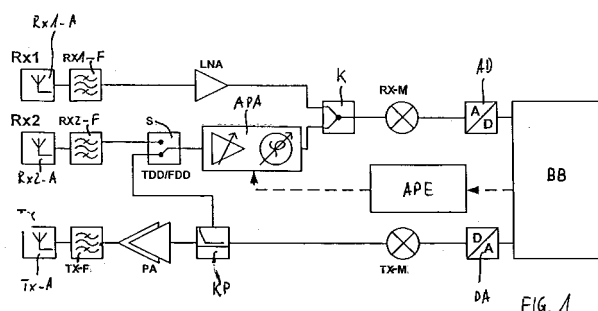 Rx1-A
Rx1
RX1-F
LNA
APA
K
RX-M
AD
A
D
Rx2
RX2-F
S
φ
Rx2-A
TDD/FDD
APE
BB
Tx
TX-F
PA
KP
TX-M
D
A
Tx-A
DA
FIG. 1